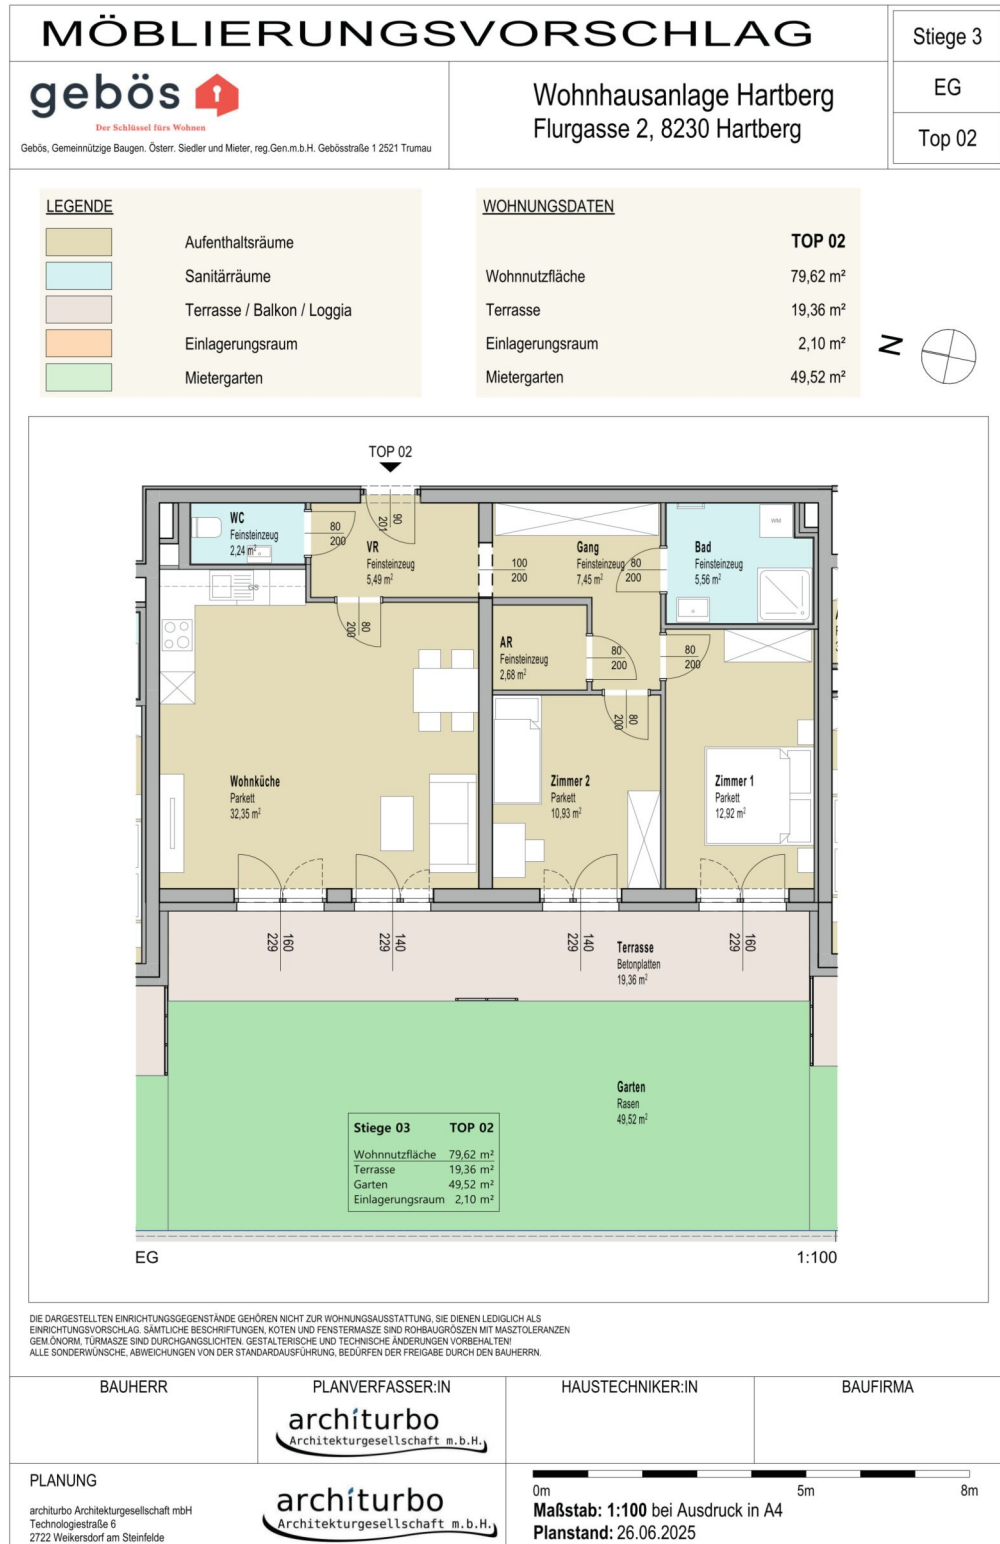 MÖBLIERUNGSVORSCHLAG
Stiege 3
EG
Top 02
gebös
Der Schlüssel fürs Wohnen
Gebös, Gemeinnützige Baugen. Österr. Siedler und Mieter, reg.Gen.m.b.H. Gebösstraße 1 2521 Trumau
Wohnhausanlage Hartberg
Flurgasse 2, 8230 Hartberg
LEGENDE
Aufenthaltsräume
Sanitärräume
Terrasse / Balkon / Loggia
Einlagerungsraum
Mietergarten
WOHNUNGSDATEN
TOP 02
Wohnnutzfläche 79,62 m²
Terrasse 19,36 m²
Einlagerungsraum 2,10 m²
Mietergarten 49,52 m²
N
TOP 02
WC
Feinsteinzeug
2,24 m²
80
200
90
201
VR
Feinsteinzeug
5,49 m²
100
200
Gang
Feinsteinzeug
7,45 m²
80
200
Bad
Feinsteinzeug
5,56 m²
WM
GS
80
200
AR
Feinsteinzeug
2,68 m²
80
200
80
200
80
200
Wohnküche
Parkett
32,35 m²
Zimmer 2
Parkett
10,93 m²
Zimmer 1
Parkett
12,92 m²
160
229
140
229
140
229
160
229
Terrasse
Betonplatten
19,36 m²
Garten
Rasen
49,52 m²
Stiege 03 TOP 02
Wohnnutzfläche 79,62 m²
Terrasse 19,36 m²
Garten 49,52 m²
Einlagerungsraum 2,10 m²
EG
1:100
DIE DARGESTELLTEN EINRICHTUNGSGEGENSTÄNDE GEHÖREN NICHT ZUR WOHNUNGSAUSSTATTUNG, SIE DIENEN LEDIGLICH ALS
EINRICHTUNGSVORSCHLAG. SÄMTLICHE BESCHRIFTUNGEN, KOTEN UND FENSTERMASZE SIND ROHBAUGRÖSZEN MIT MASZTOLERANZEN
GEM.ÖNORM, TÜRMASZE SIND DURCHGANGSLICHTEN. GESTALTERISCHE UND TECHNISCHE ÄNDERUNGEN VORBEHALTEN!
ALLE SONDERWÜNSCHE, ABWEICHUNGEN VON DER STANDARDAUSFÜHRUNG, BEDÜRFEN DER FREIGABE DURCH DEN BAUHERRN.
BAUHERR
PLANVERFASSER:IN
HAUSTECHNIKER:IN
BAUFIRMA
architurbo
Architekturgesellschaft m.b.H.
PLANUNG
architurbo Architekturgesellschaft mbH
Technologiestraße 6
2722 Weikersdorf am Steinfelde
architurbo
Architekturgesellschaft m.b.H.
0m 5m 8m
Maßstab: 1:100 bei Ausdruck in A4
Planstand: 26.06.2025